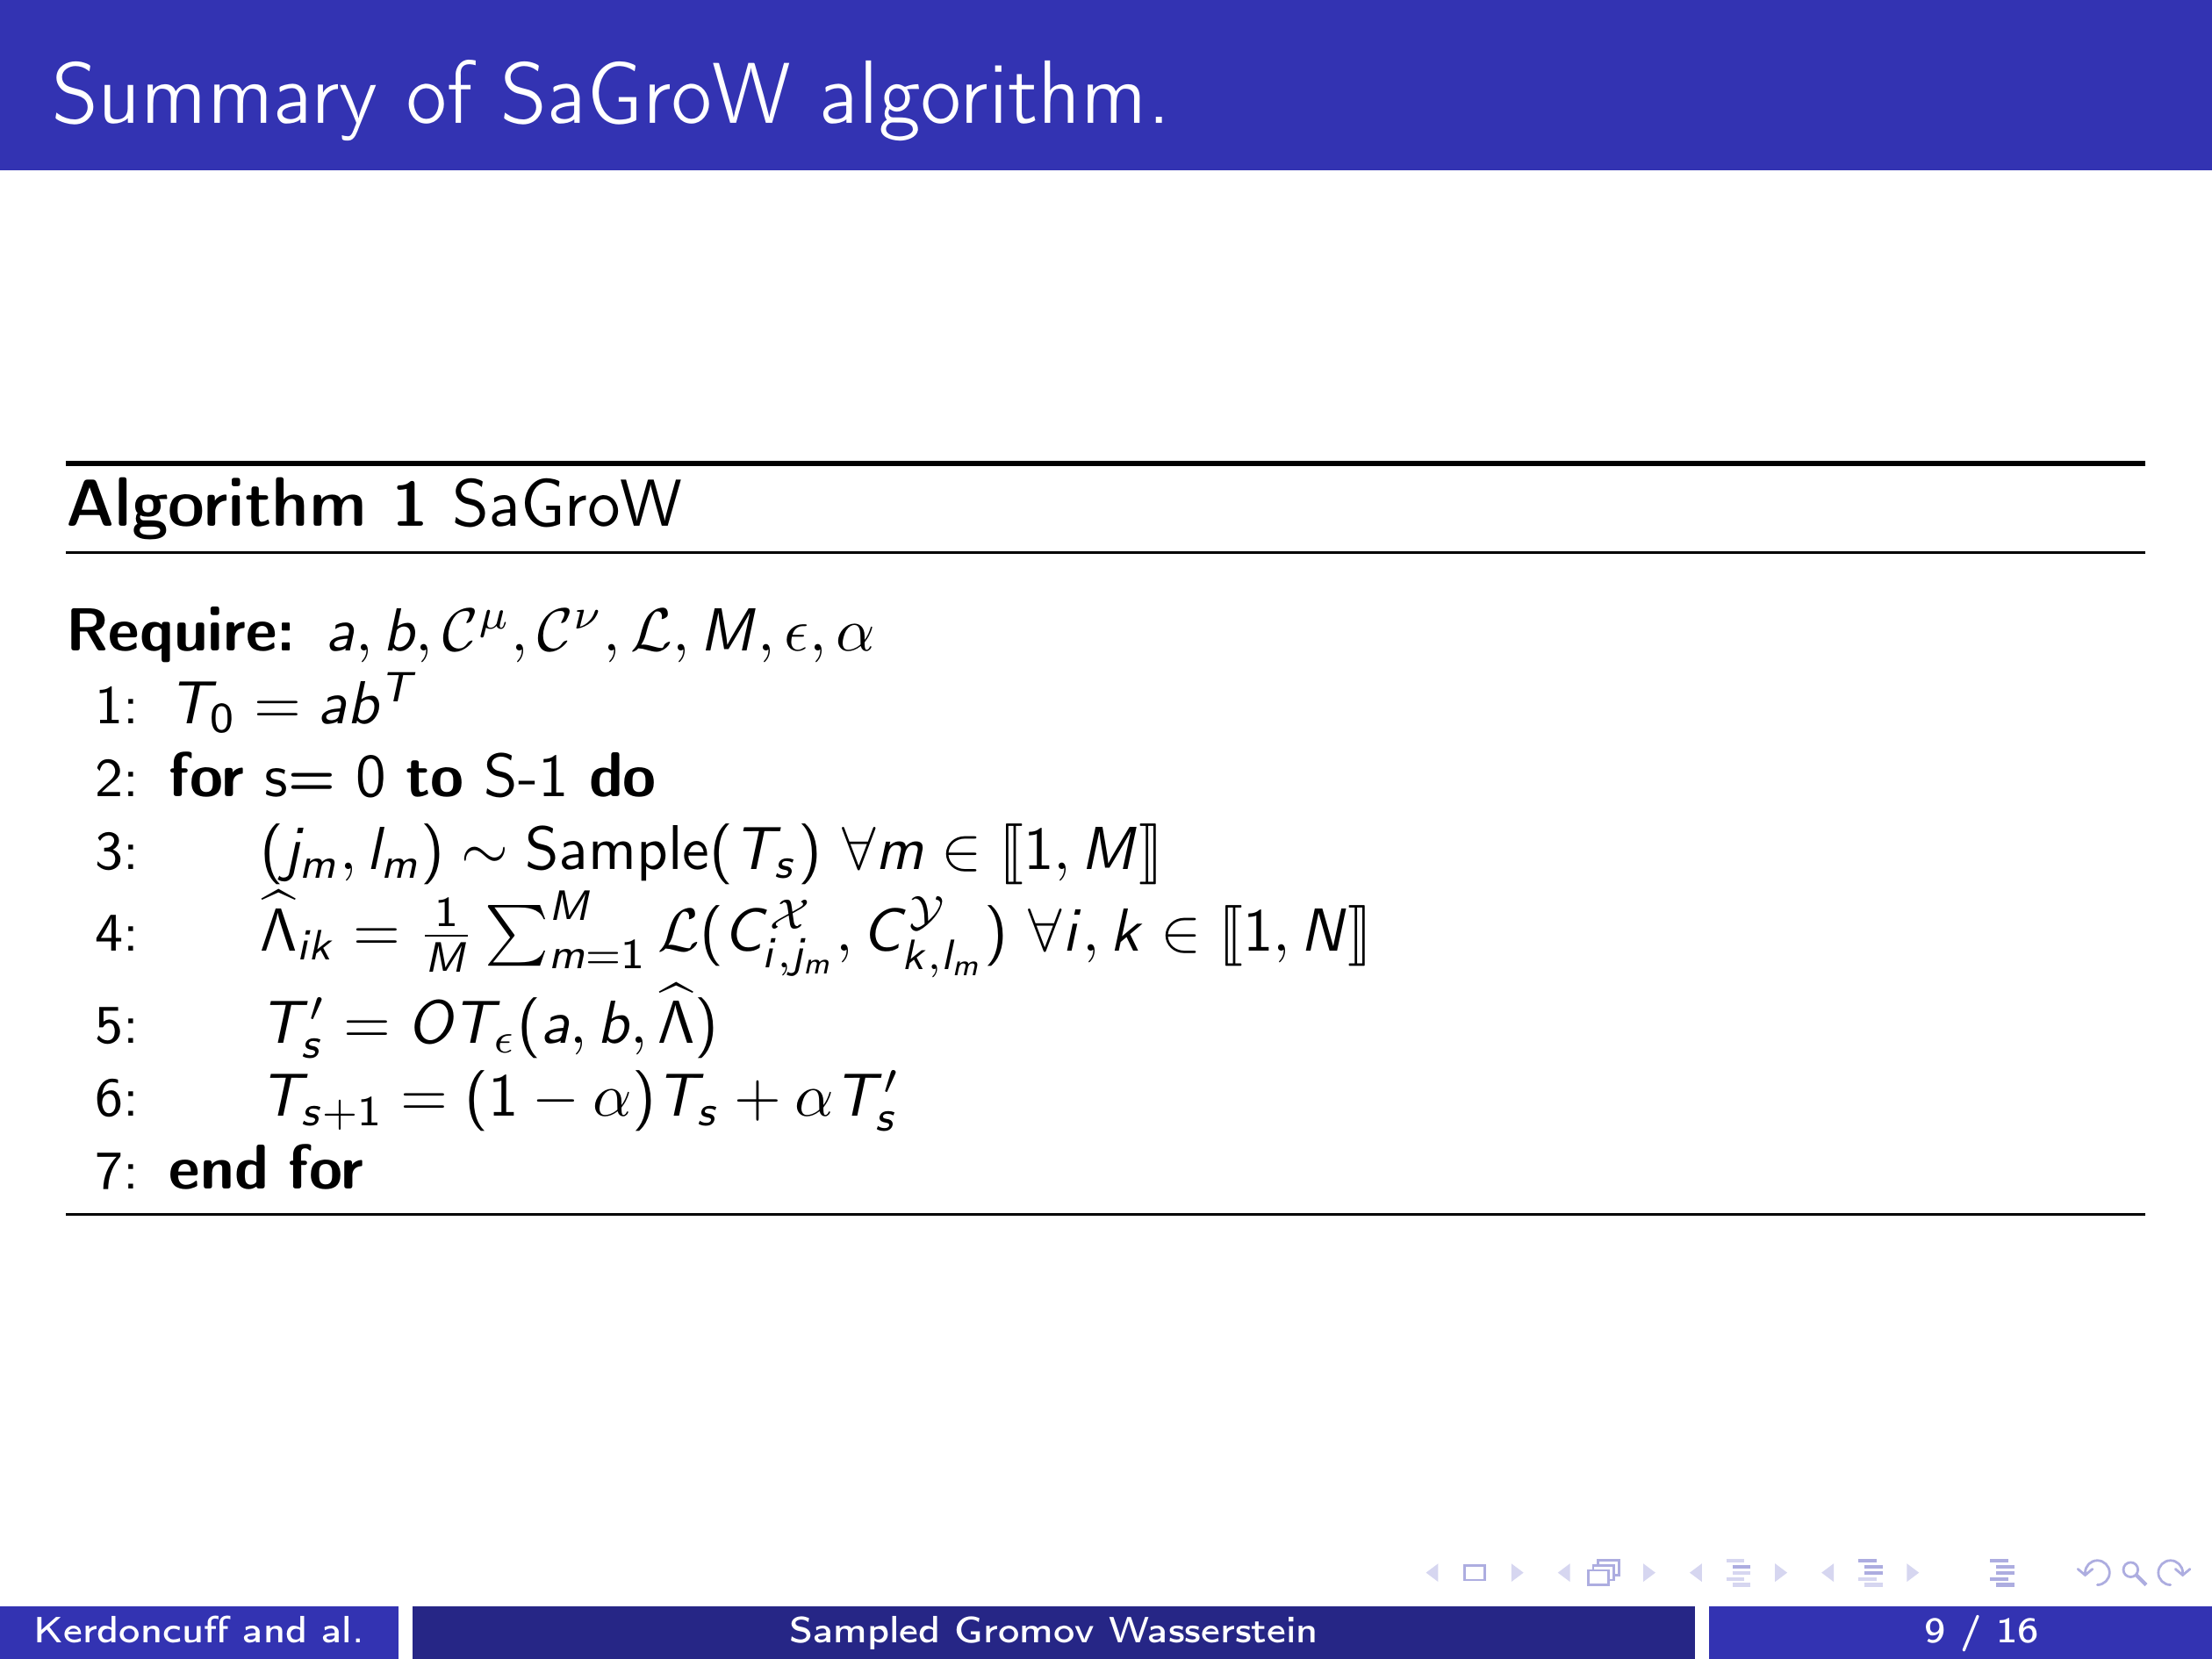 Summary of SaGroW algorithm.
Algorithm 1 SaGroW
Require: $a, b, \mathcal{C}^{\mu}, \mathcal{C}^{\nu}, \mathcal{L}, M, \epsilon, \alpha$
1: $T_0 = ab^T$
2: for s= 0 to S-1 do
3: $(j_m, l_m) \sim \text{Sample}(T_s) \ \forall m \in [\![1, M]\!]$
4: $\widehat{\Lambda}_{ik} = \frac{1}{M} \sum_{m=1}^{M} \mathcal{L}(C^{\mathcal{X}}_{i,j_m}, C^{\mathcal{Y}}_{k,l_m}) \ \forall i, k \in [\![1, N]\!]$
5: $T'_s = OT_{\epsilon}(a, b, \widehat{\Lambda})$
6: $T_{s+1} = (1 - \alpha)T_s + \alpha T'_s$
7: end for
Kerdoncuff and al.
Sampled Gromov Wasserstein
9 / 16